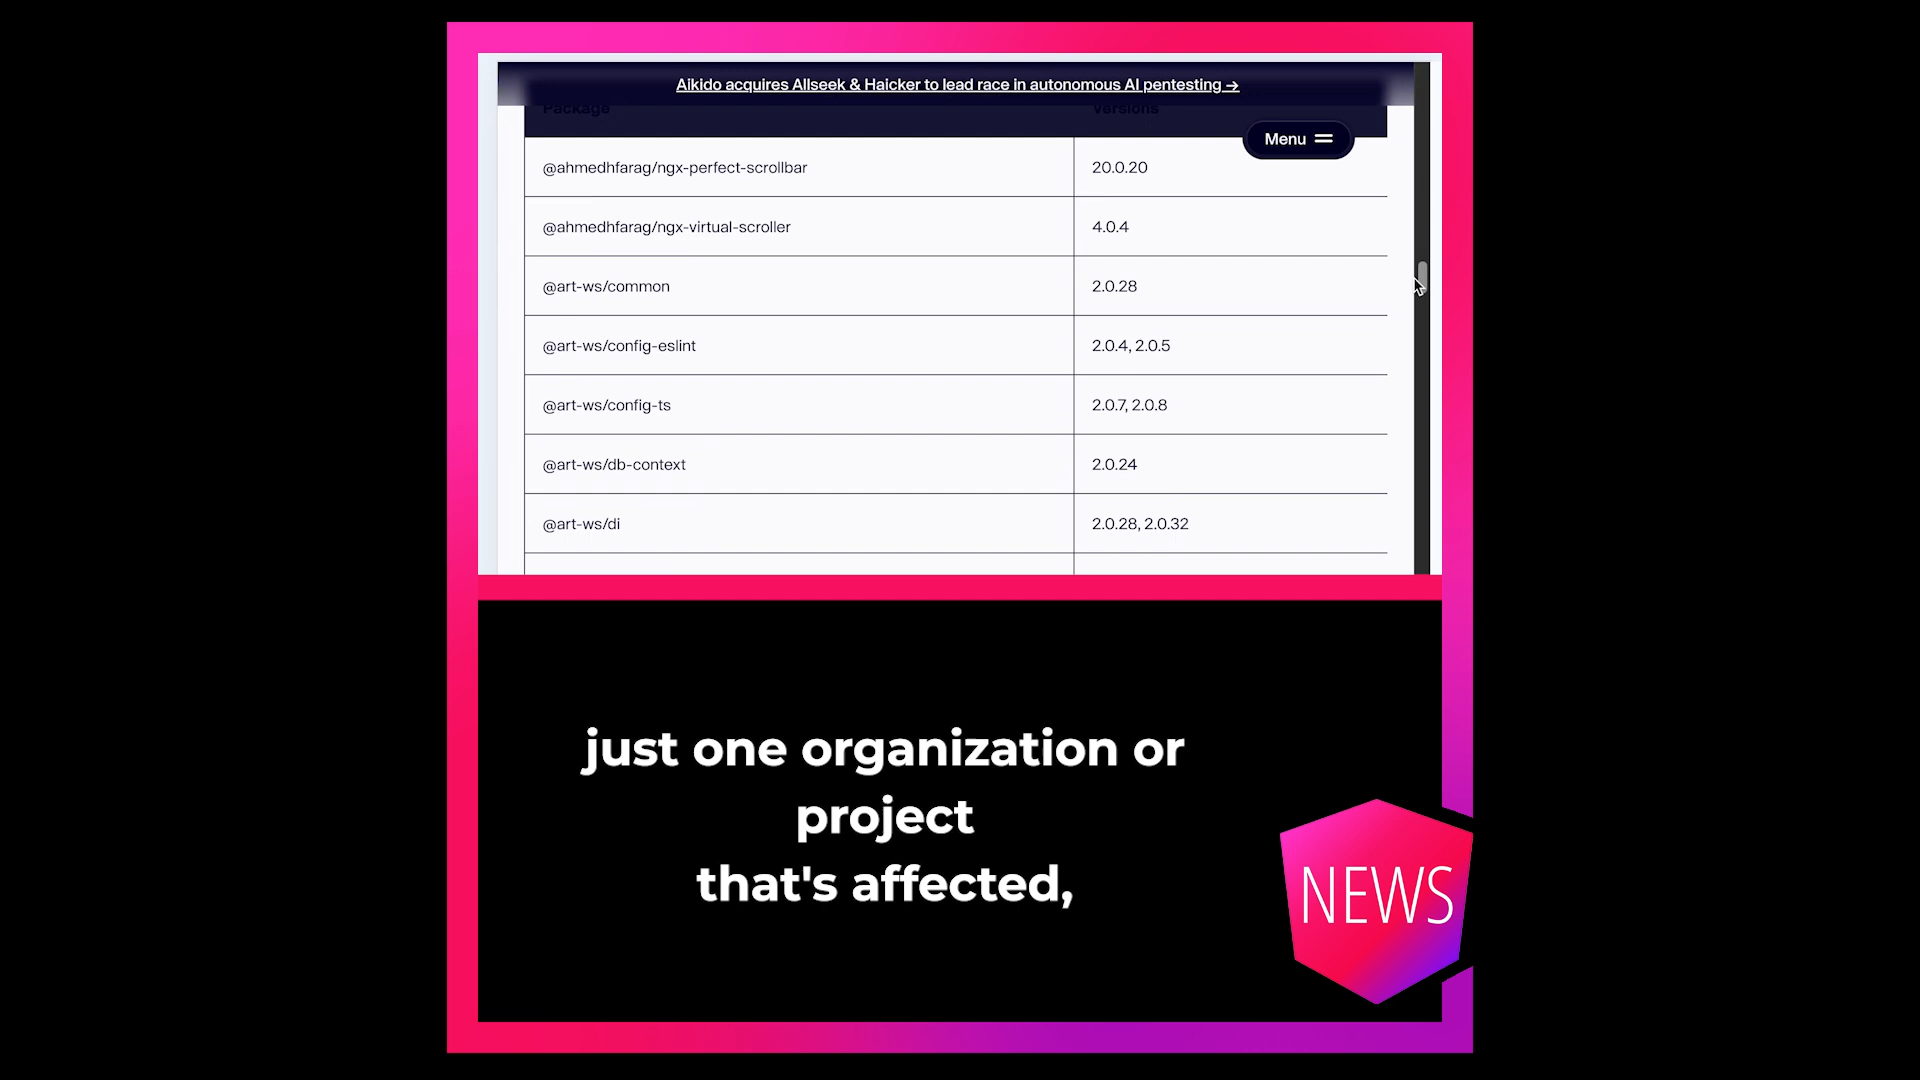 Aikido acquires Allseek & Haicker to lead race in autonomous AI pentesting →
Package Versions
Menu
@ahmedhfarag/ngx-perfect-scrollbar 20.0.20
@ahmedhfarag/ngx-virtual-scroller 4.0.4
@art-ws/common 2.0.28
@art-ws/config-eslint 2.0.4, 2.0.5
@art-ws/config-ts 2.0.7, 2.0.8
@art-ws/db-context 2.0.24
@art-ws/di 2.0.28, 2.0.32
just one organization or
project
that's affected,
NEWS